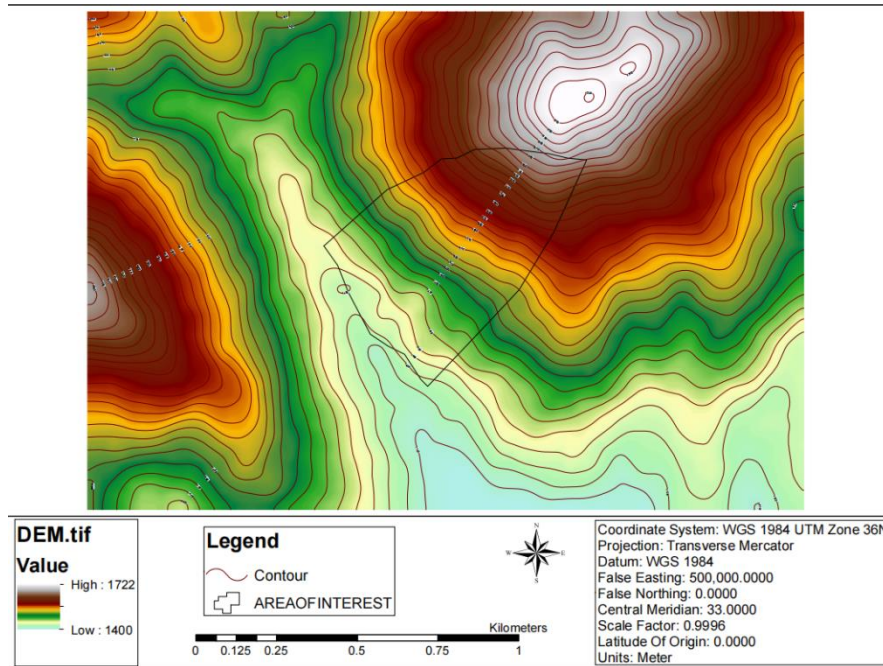 DEM.tif
Value
High : 1722
Low : 1400
Legend
Contour
AREAOFINTEREST
N
W
E
S
Kilometers
0 0.125 0.25 0.5 0.75 1
Coordinate System: WGS 1984 UTM Zone 36N
Projection: Transverse Mercator
Datum: WGS 1984
False Easting: 500,000.0000
False Northing: 0.0000
Central Meridian: 33.0000
Scale Factor: 0.9996
Latitude Of Origin: 0.0000
Units: Meter